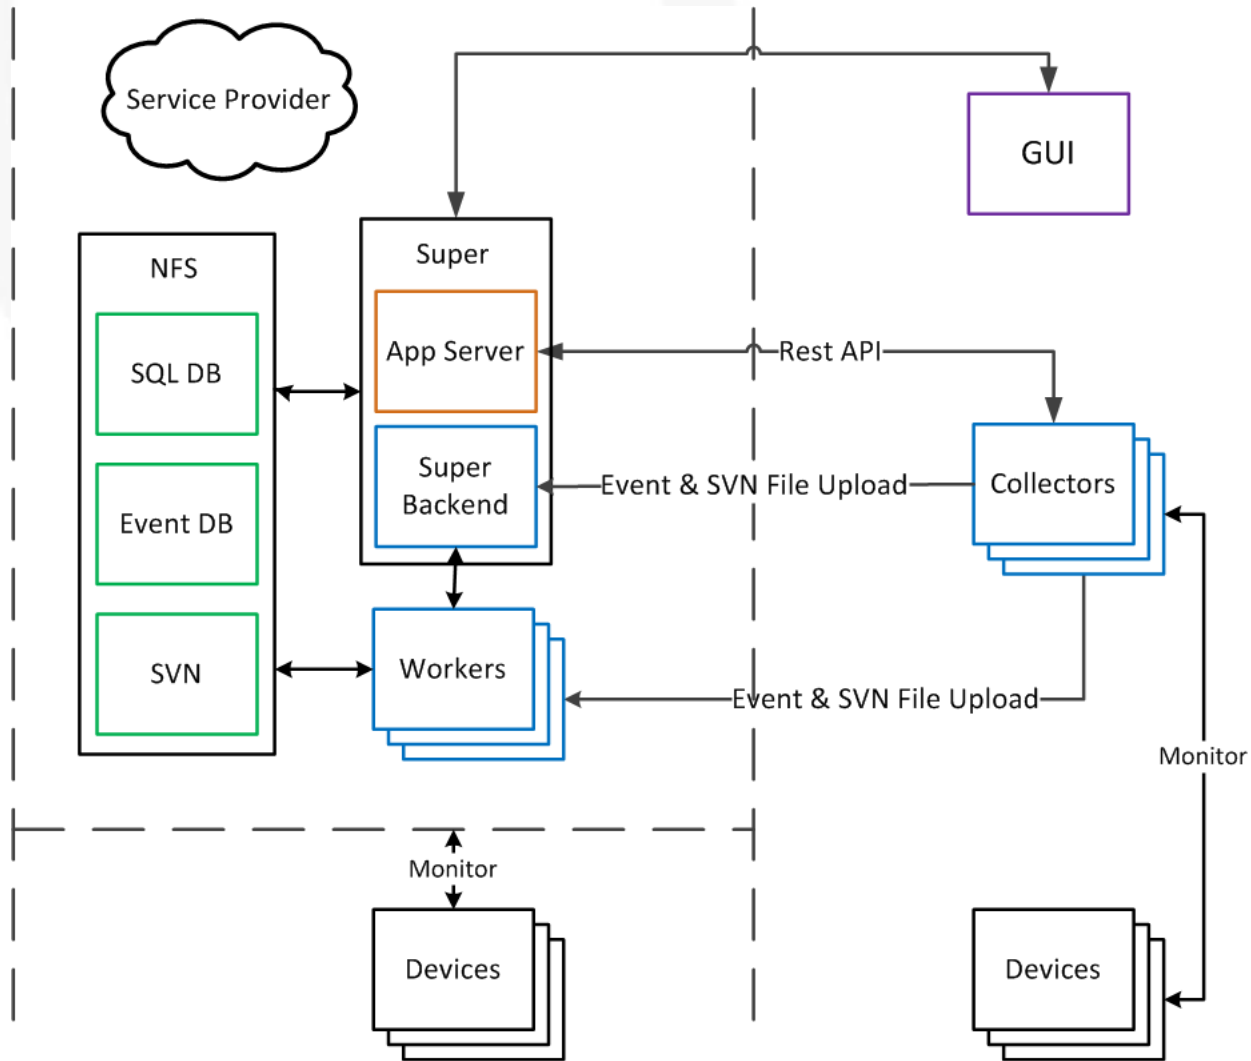 Service Provider
GUI
Super
NFS
App Server
Rest API
SQL DB
Super
Backend
Event & SVN File Upload
Collectors
Event DB
Workers
SVN
Event & SVN File Upload
Monitor
Monitor
Devices
Devices